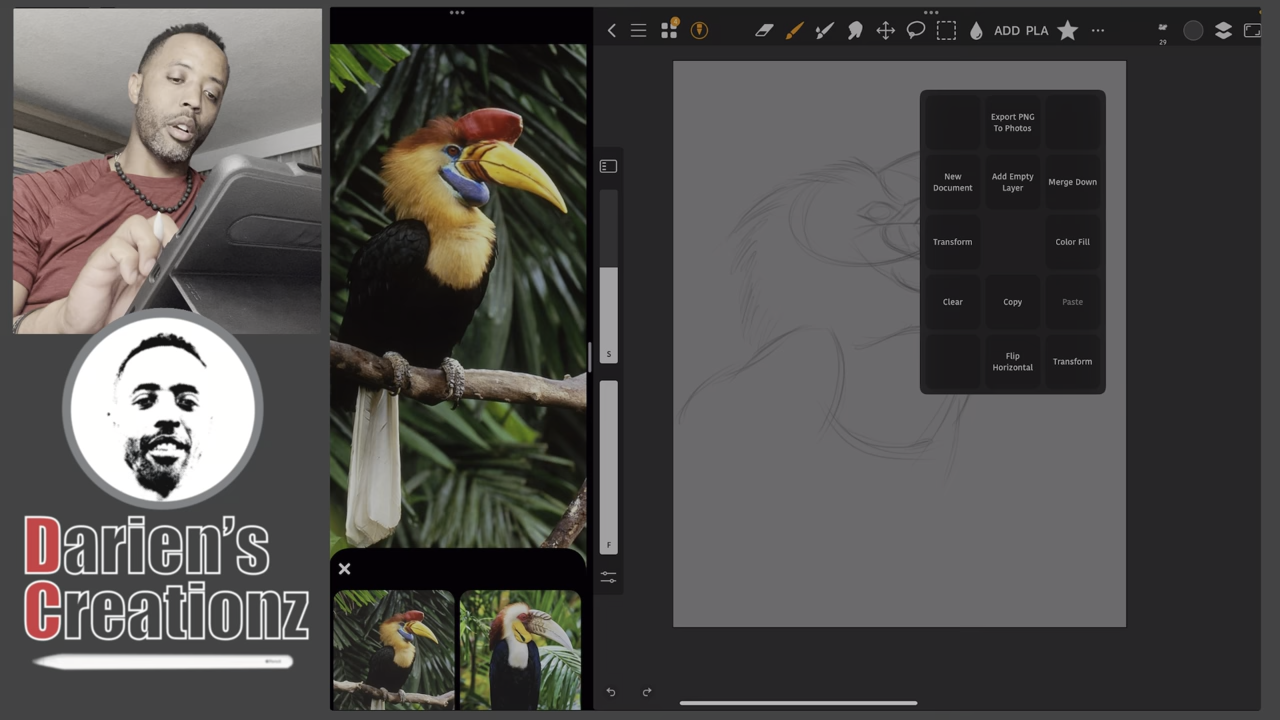 Darien's
Creationz
S
F
ADD PLA
29
Export PNG
To Photos
New
Document
Add Empty
Layer
Merge Down
Transform
Color Fill
Clear
Copy
Paste
Flip
Horizontal
Transform